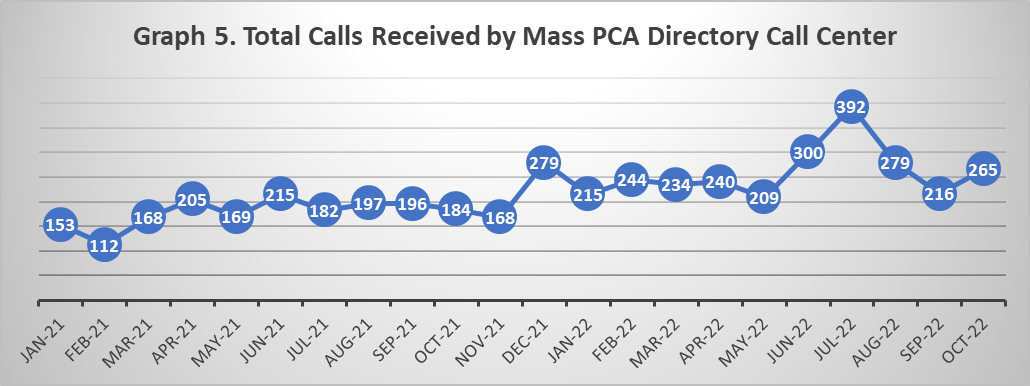 Graph 5. Total Calls Received by Mass PCA Directory Call Center
153
112
168
205
169
215
182
197
196
184
168
279
215
244
234
240
209
300
392
279
216
265
JAN-21
FEB-21
MAR-21
APR-21
MAY-21
JUN-21
JUL-21
AUG-21
SEP-21
OCT-21
NOV-21
DEC-21
JAN-22
FEB-22
MAR-22
APR-22
MAY-22
JUN-22
JUL-22
AUG-22
SEP-22
OCT-22